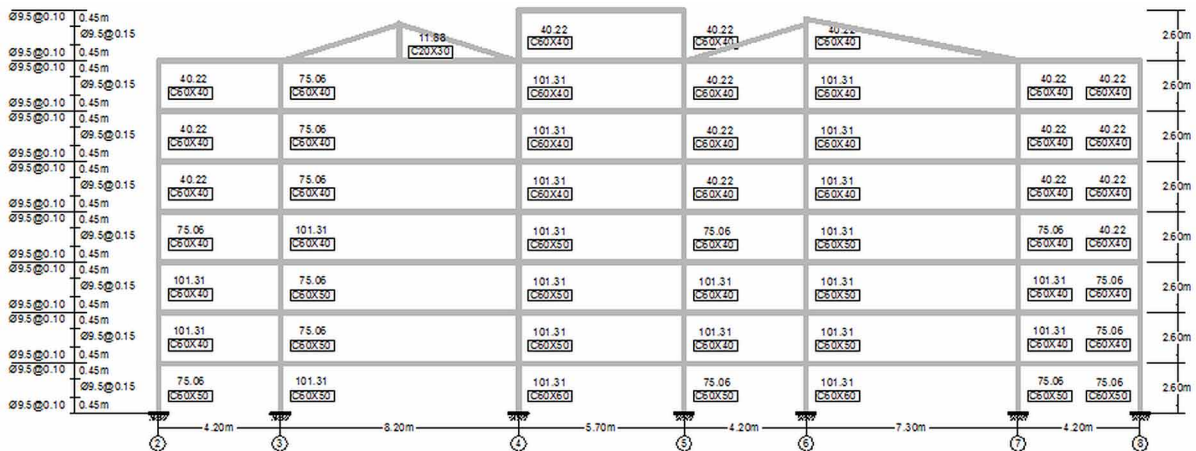 Ø9.5@0.10 0.45m 40.22 40.22 40.22
Ø9.5@0.15 11.88 C60X40 C60X40 C60X40 2.60m
Ø9.5@0.10 0.45m C20X30
Ø9.5@0.10 0.45m
Ø9.5@0.15 40.22 75.06 101.31 40.22 101.31 40.22 40.22 2.60m
C60X40 C60X40 C60X40 C60X40 C60X40 C60X40 C60X40
Ø9.5@0.10 0.45m
Ø9.5@0.10 0.45m
Ø9.5@0.15 40.22 75.06 101.31 40.22 101.31 40.22 40.22 2.60m
C60X40 C60X40 C60X40 C60X40 C60X40 C60X40 C60X40
Ø9.5@0.10 0.45m
Ø9.5@0.10 0.45m
Ø9.5@0.15 40.22 75.06 101.31 40.22 101.31 40.22 40.22 2.60m
C60X40 C60X40 C60X40 C60X40 C60X40 C60X40 C60X40
Ø9.5@0.10 0.45m
Ø9.5@0.10 0.45m
Ø9.5@0.15 75.06 101.31 101.31 75.06 101.31 75.06 40.22 2.60m
C60X40 C60X40 C60X50 C60X40 C60X50 C60X40 C60X40
Ø9.5@0.10 0.45m
Ø9.5@0.10 0.45m
Ø9.5@0.15 101.31 75.06 101.31 101.31 101.31 101.31 75.06 2.60m
C60X40 C60X50 C60X50 C60X40 C60X50 C60X40 C60X40
Ø9.5@0.10 0.45m
Ø9.5@0.10 0.45m
Ø9.5@0.15 101.31 75.06 101.31 101.31 101.31 101.31 75.06 2.60m
C60X40 C60X50 C60X50 C60X40 C60X50 C60X40 C60X40
Ø9.5@0.10 0.45m
Ø9.5@0.10 0.45m
Ø9.5@0.15 75.06 101.31 101.31 75.06 101.31 75.06 75.06 2.60m
C60X50 C60X50 C60X60 C60X50 C60X60 C60X50 C60X50
Ø9.5@0.10 0.45m
4.20m 8.20m 5.70m 4.20m 7.30m 4.20m
2 3 4 5 6 7 8